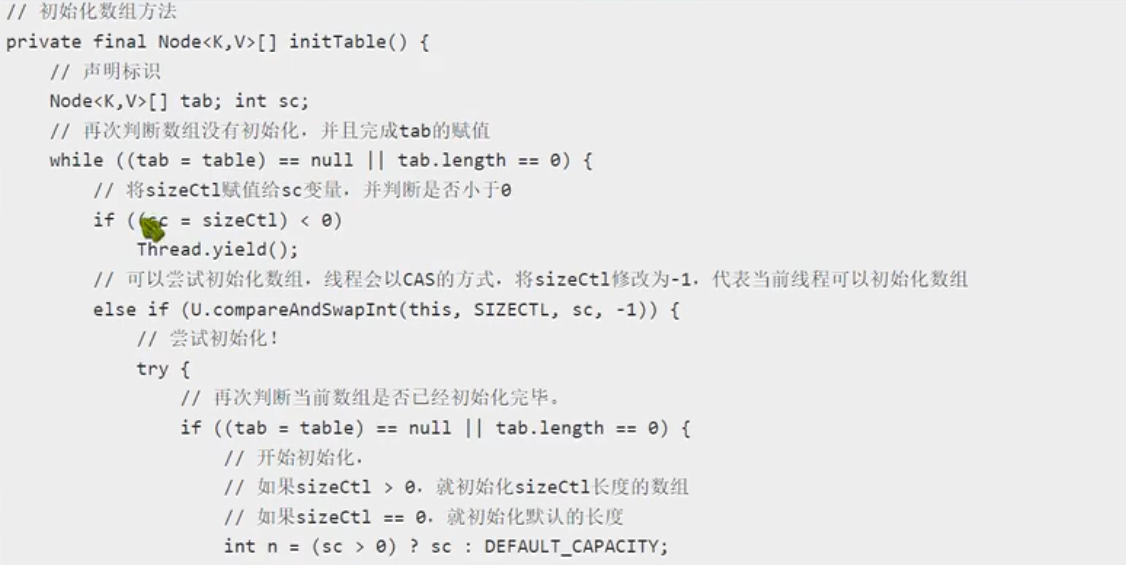 // 初始化数组方法
private final Node<K,V>[] initTable() {
// 声明标识
Node<K,V>[] tab; int sc;
// 再次判断数组没有初始化，并且完成tab的赋值
while ((tab = table) == null || tab.length == 0) {
// 将sizeCtl赋值给sc变量，并判断是否小于0
if ((sc = sizeCtl) < 0)
Thread.yield();
// 可以尝试初始化数组，线程会以CAS的方式，将sizeCtl修改为-1，代表当前线程可以初始化数组
else if (U.compareAndSwapInt(this, SIZECTL, sc, -1)) {
// 尝试初始化！
try {
// 再次判断当前数组是否已经初始化完毕。
if ((tab = table) == null || tab.length == 0) {
// 开始初始化，
// 如果sizeCtl > 0，就初始化sizeCtl长度的数组
// 如果sizeCtl == 0，就初始化默认的长度
int n = (sc > 0) ? sc : DEFAULT_CAPACITY;